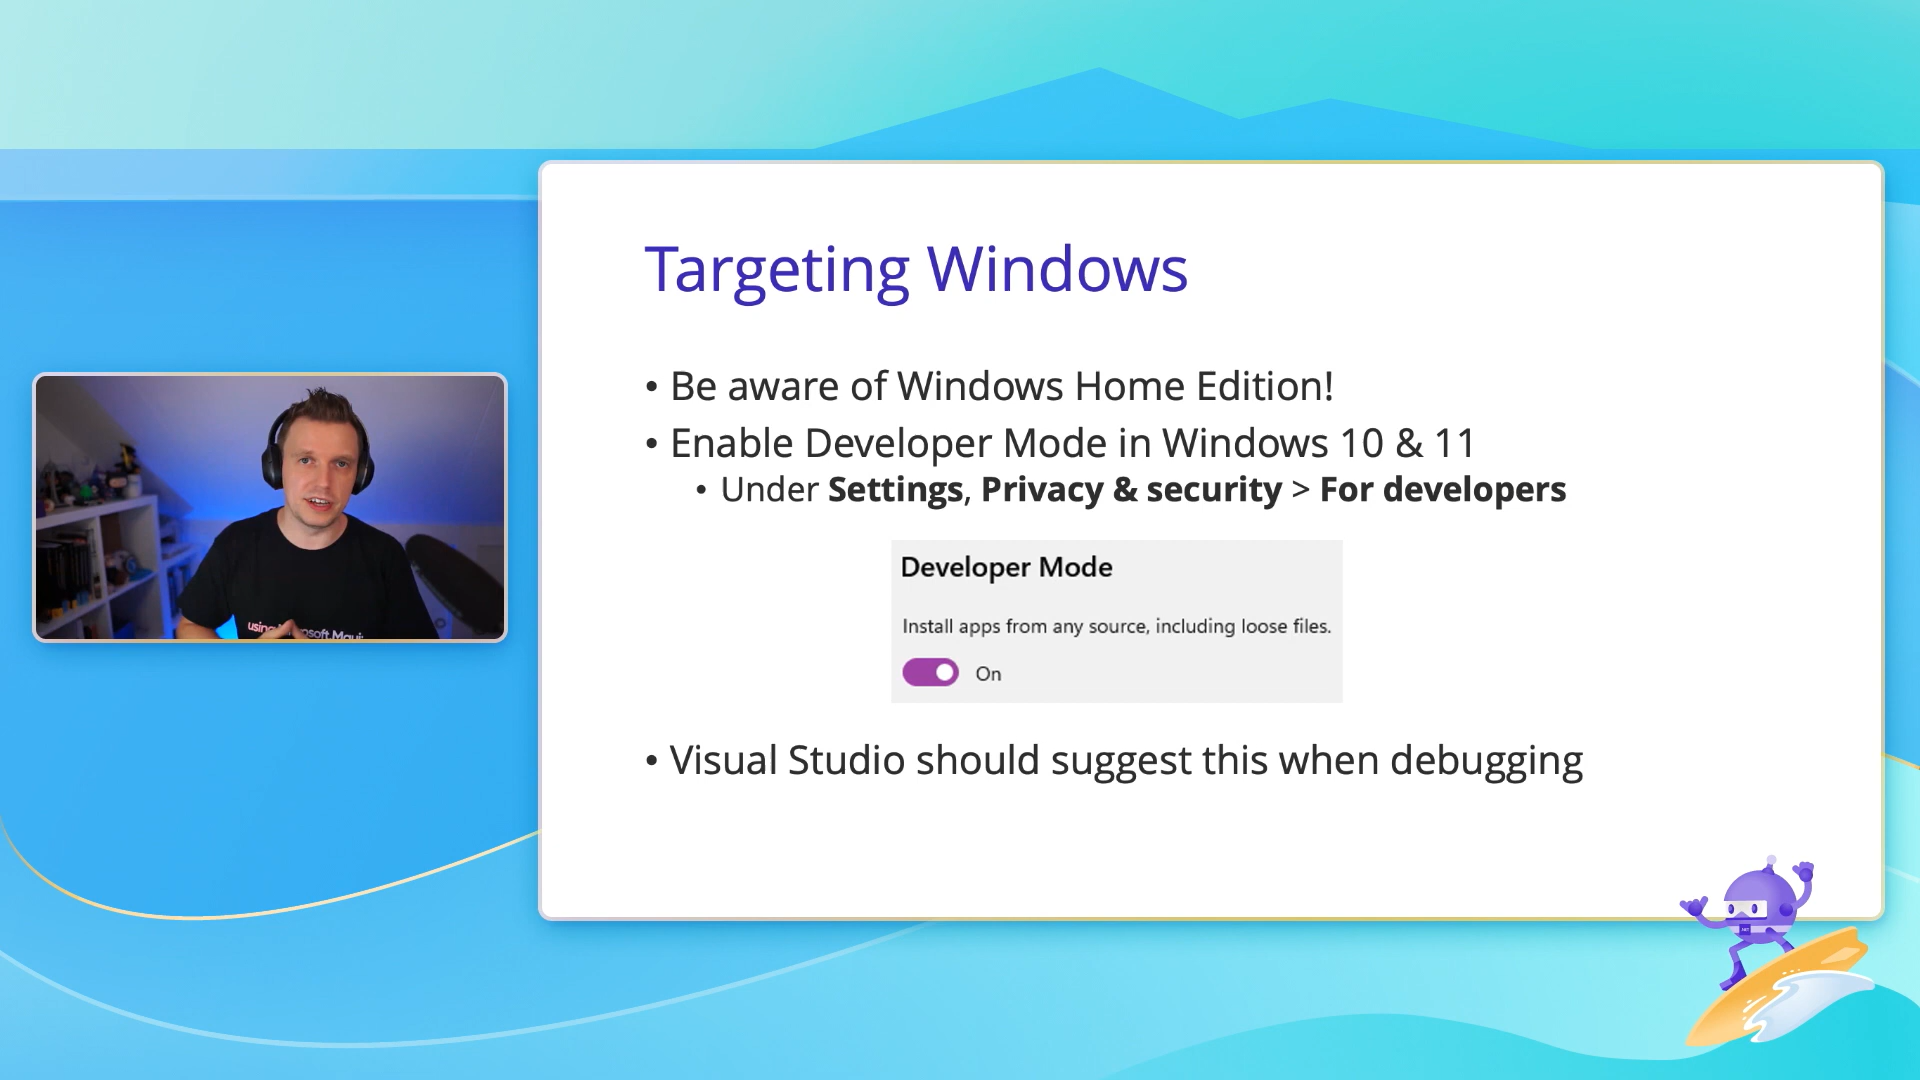 Targeting Windows
• Be aware of Windows Home Edition!
• Enable Developer Mode in Windows 10 & 11
• Under Settings, Privacy & security > For developers
Developer Mode
Install apps from any source, including loose files.
On
• Visual Studio should suggest this when debugging